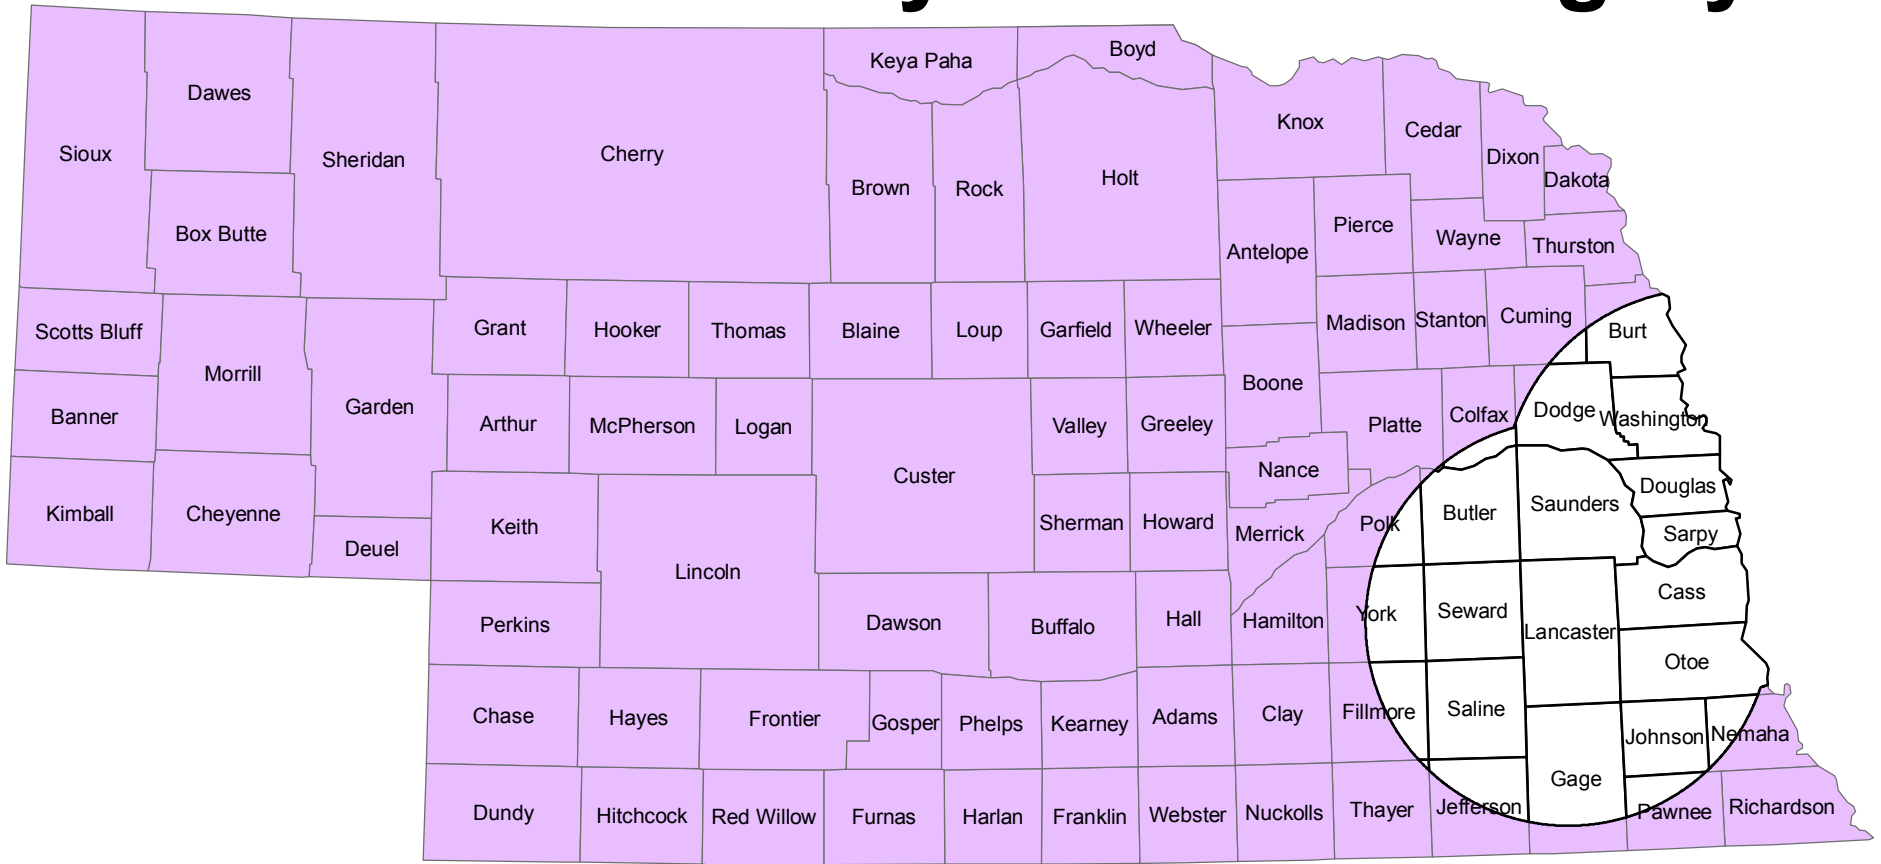 Boyd
Keya Paha
Dawes
Knox
Cedar
Sioux
Sheridan
Cherry
Dixon
Holt
Dakota
Brown
Rock
Box Butte
Pierce
Wayne
Thurston
Antelope
Scotts Bluff
Grant
Hooker
Thomas
Blaine
Loup
Garfield
Wheeler
Madison
Stanton
Cuming
Burt
Morrill
Boone
Garden
Banner
Arthur
McPherson
Logan
Valley
Greeley
Platte
Colfax
Dodge
Washington
Custer
Nance
Douglas
Kimball
Cheyenne
Keith
Sherman
Howard
Merrick
Polk
Butler
Saunders
Sarpy
Deuel
Lincoln
Cass
Perkins
Dawson
Buffalo
Hall
Hamilton
York
Seward
Lancaster
Otoe
Chase
Hayes
Frontier
Gosper
Phelps
Kearney
Adams
Clay
Fillmore
Saline
Johnson
Nemaha
Gage
Dundy
Hitchcock
Red Willow
Furnas
Harlan
Franklin
Webster
Nuckolls
Thayer
Jefferson
Pawnee
Richardson